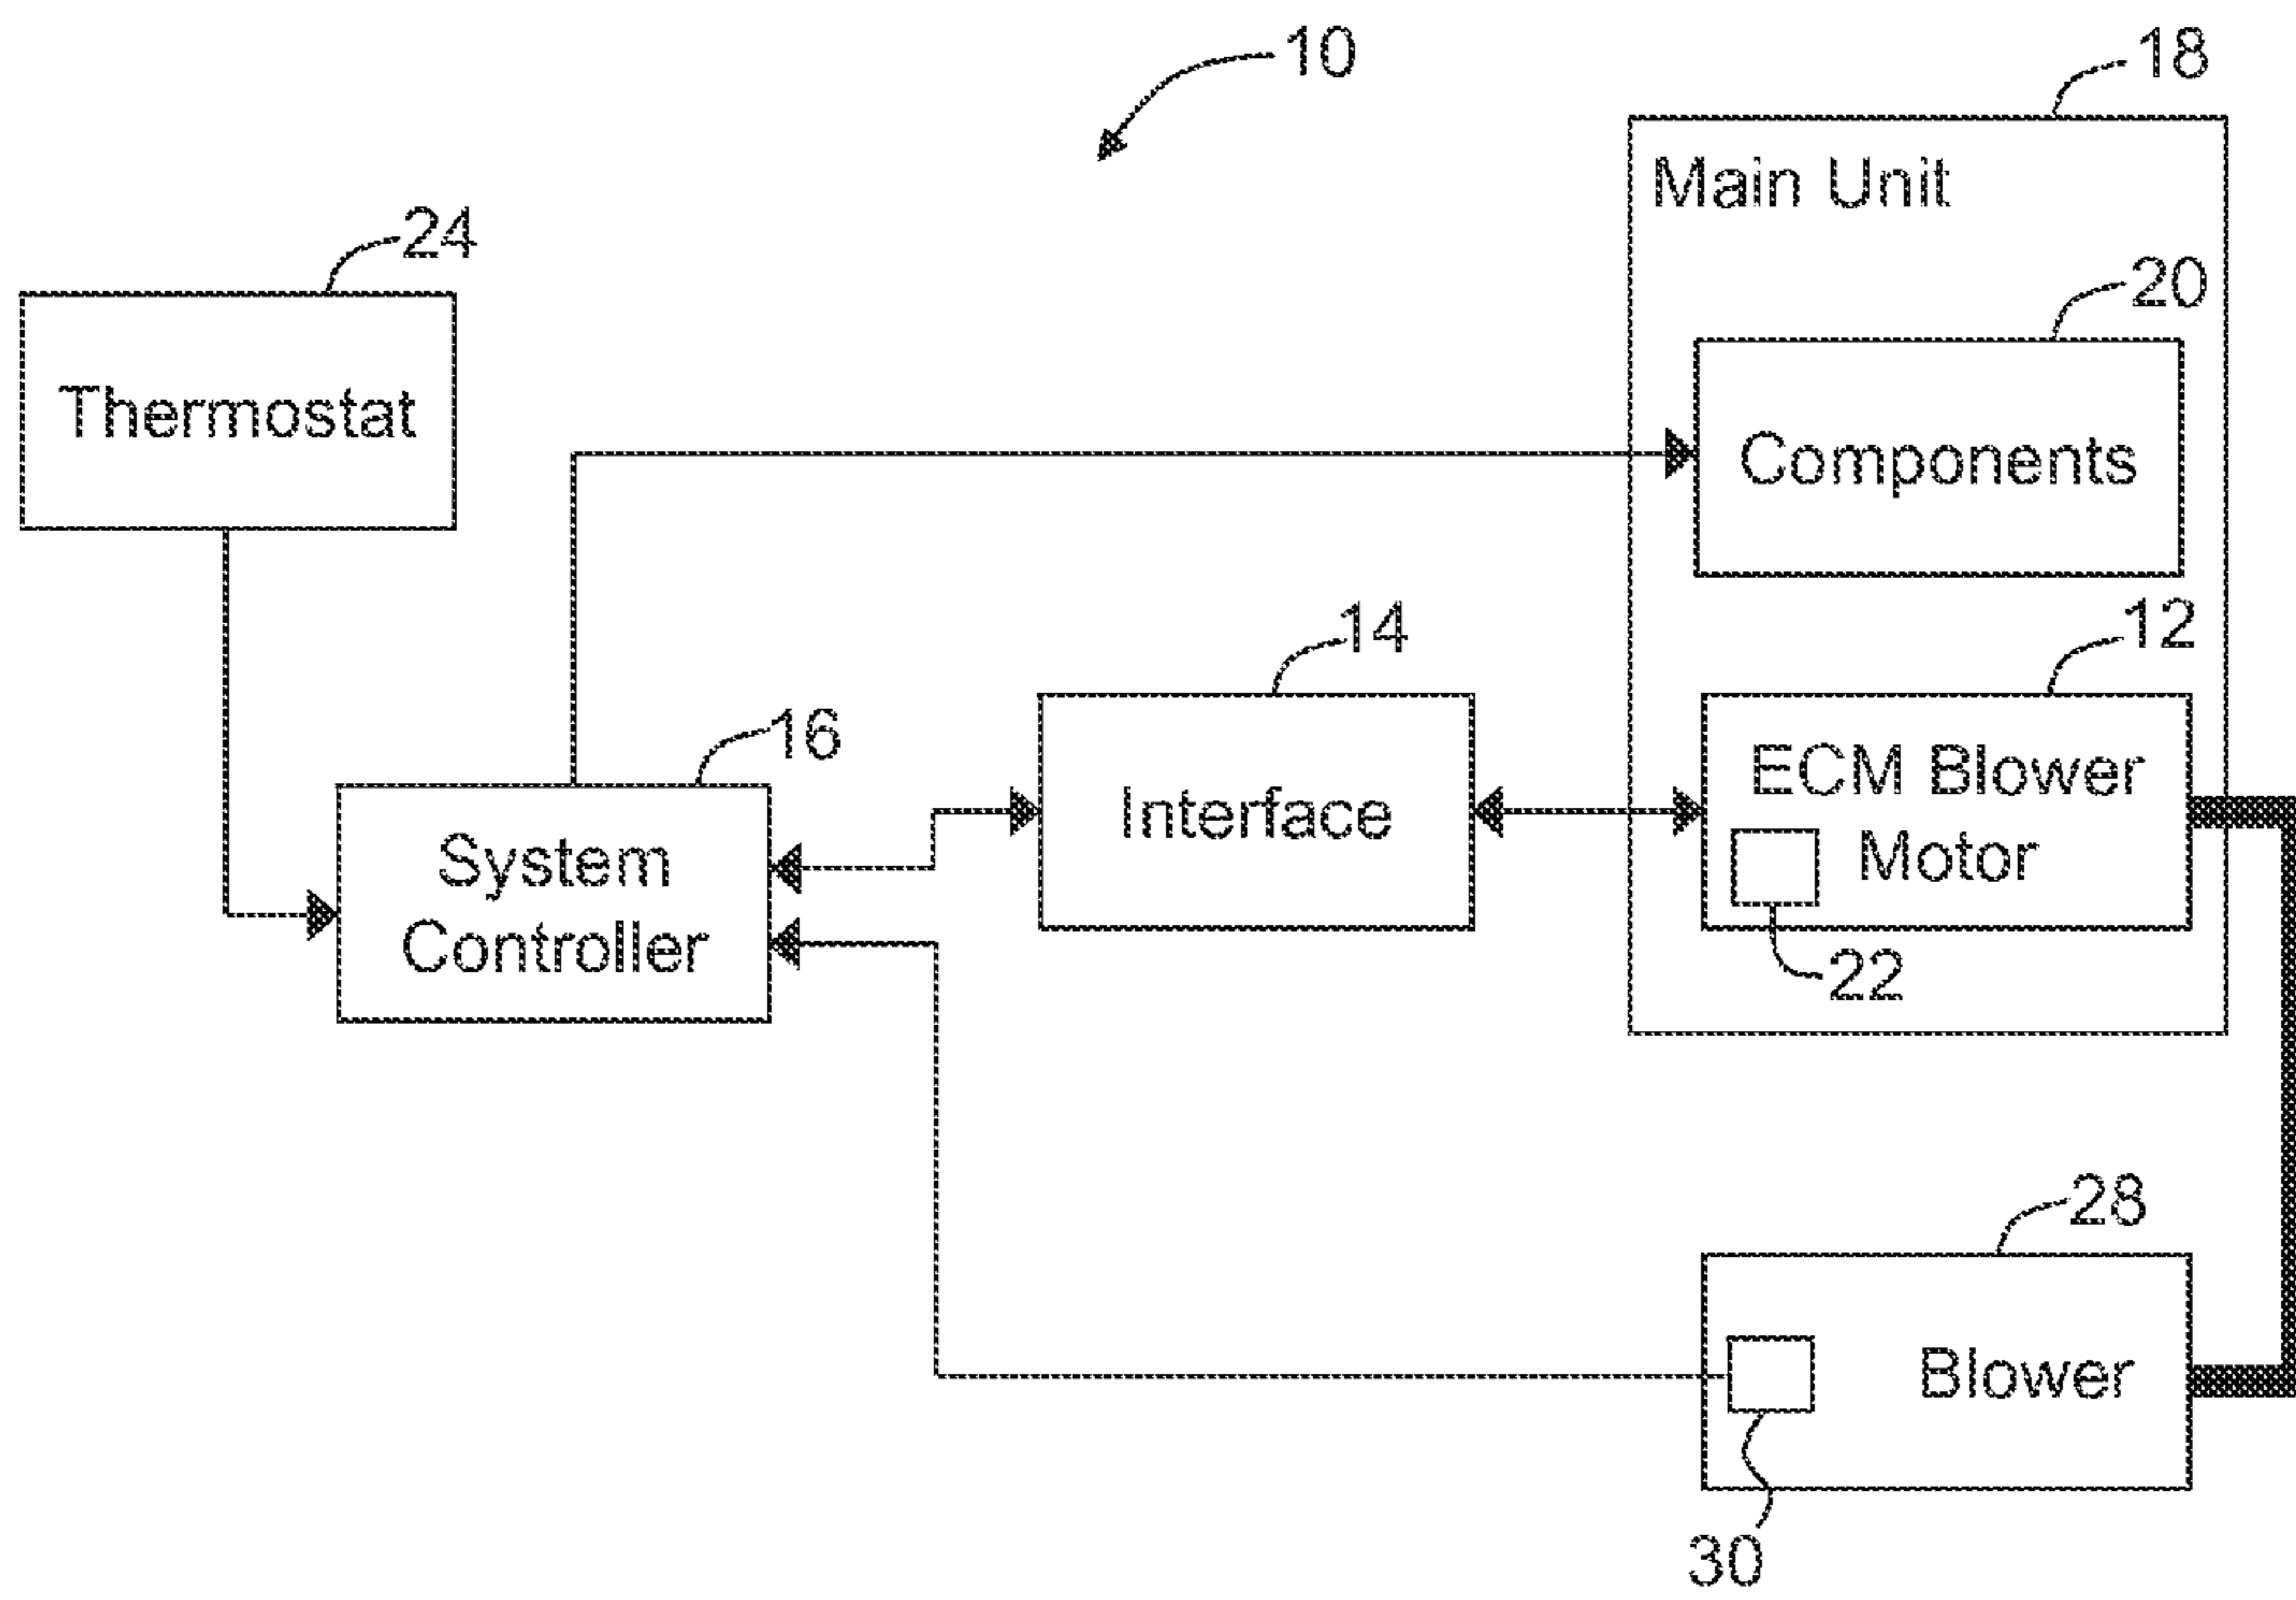 10
18
Main Unit
24
20
Thermostat
Components
14
12
16
ECM Blower
Motor
Interface
System
Controller
22
28
Blower
30